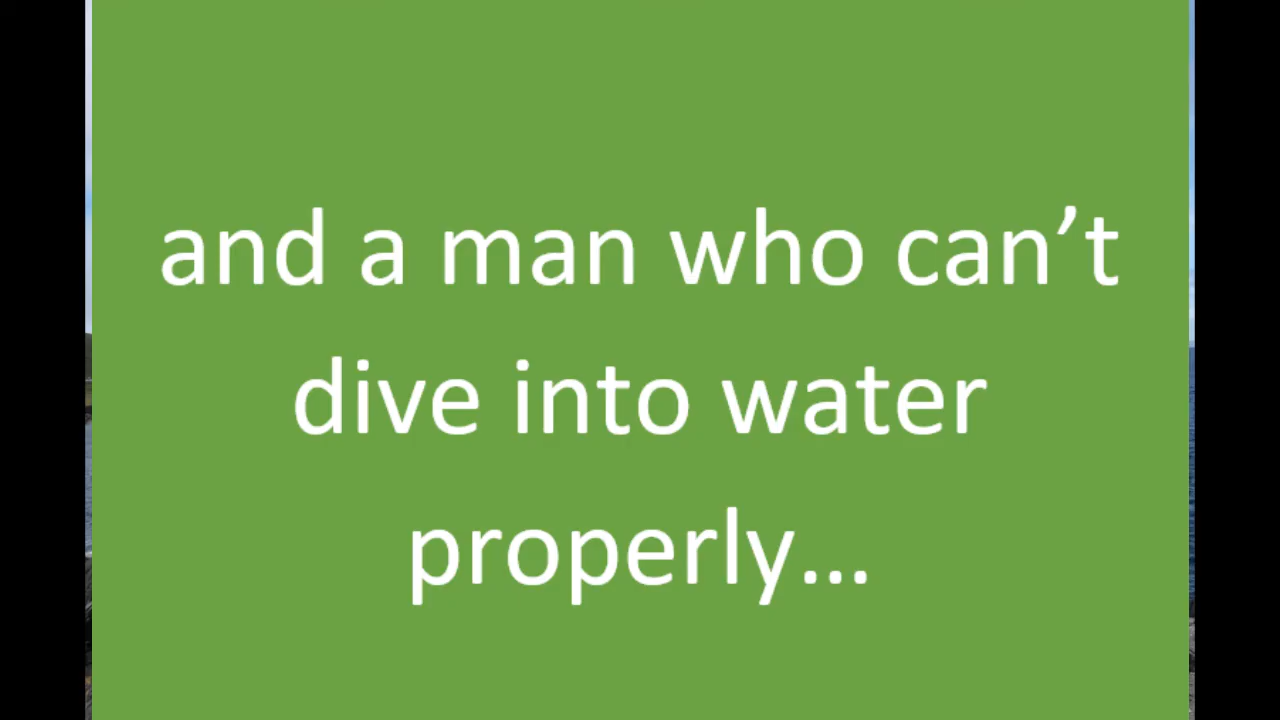 and a man who can’t
dive into water
properly…